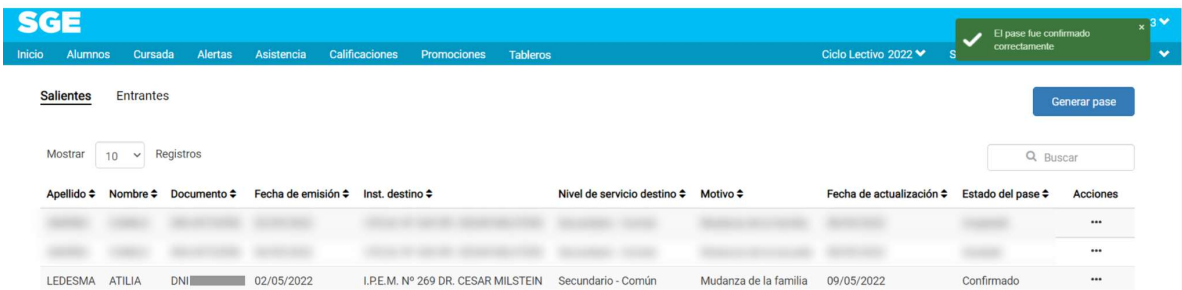 SGE
3
El pase fue confirmado
correctamente
×
Inicio Alumnos Cursada Alertas Asistencia Calificaciones Promociones Tableros Ciclo Lectivo 2022 S
Salientes Entrantes
Generar pase
Mostrar 10 Registros
Buscar
Apellido Nombre Documento Fecha de emisión Inst. destino Nivel de servicio destino Motivo Fecha de actualización Estado del pase Acciones
•••
•••
LEDESMA ATILIA DNI 02/05/2022 I.P.E.M. Nº 269 DR. CESAR MILSTEIN Secundario - Común Mudanza de la familia 09/05/2022 Confirmado •••